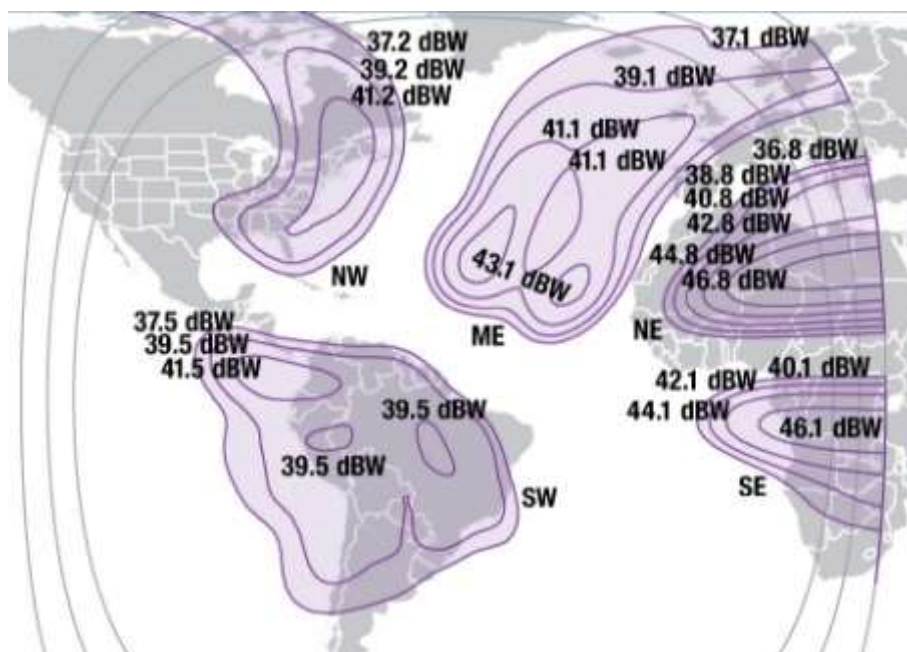 37.2 dBW
39.2 dBW
41.2 dBW
NW
37.1 dBW
39.1 dBW
41.1 dBW
41.1 dBW
43.1 dBW
ME
36.8 dBW
38.8 dBW
40.8 dBW
42.8 dBW
44.8 dBW
46.8 dBW
NE
37.5 dBW
39.5 dBW
41.5 dBW
39.5 dBW
39.5 dBW
SW
40.1 dBW
42.1 dBW
44.1 dBW
46.1 dBW
SE